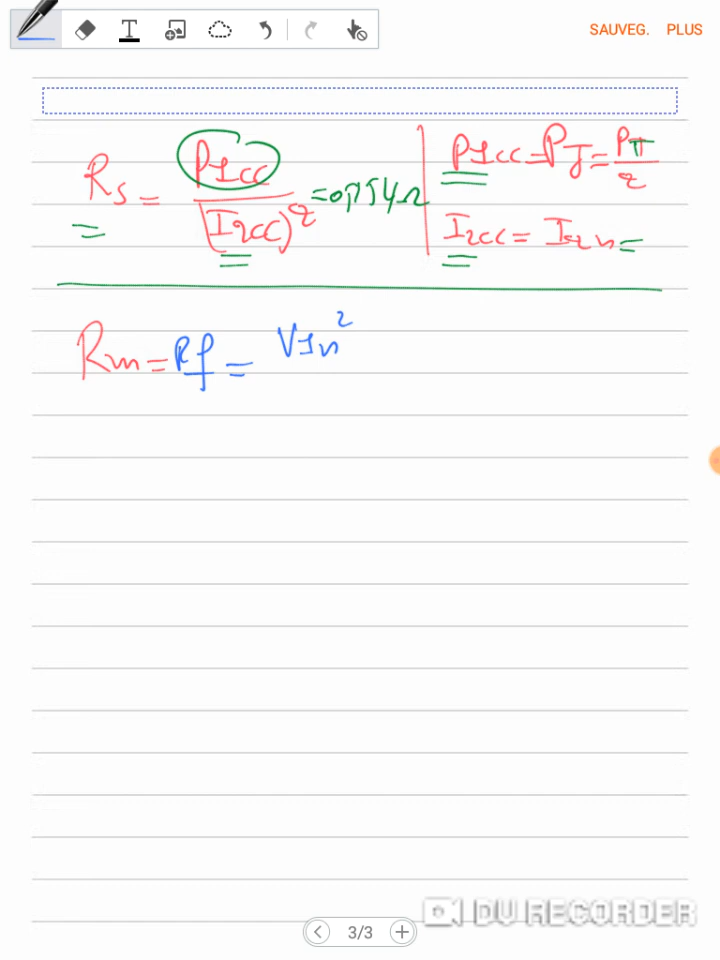 T SAUVEG. PLUS
Rs = P1cc / (I2cc)² = 0,154Ω
P1cc = PJ = PT / 2
I2cc = I2n =
Rm = Rf = V1n²
3/3
DU RECORDER